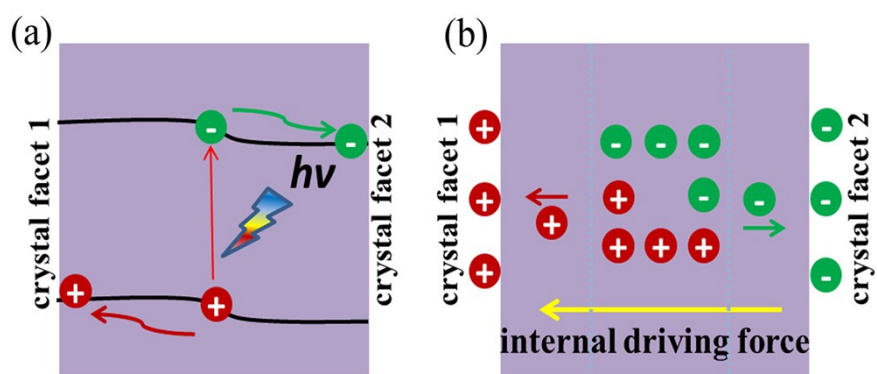 (a)
crystal facet 1
-
-
hν
+
+
crystal facet 2
(b)
crystal facet 1
+
+
+
- - -
+ -
+ + +
+
-
-
-
-
crystal facet 2
internal driving force